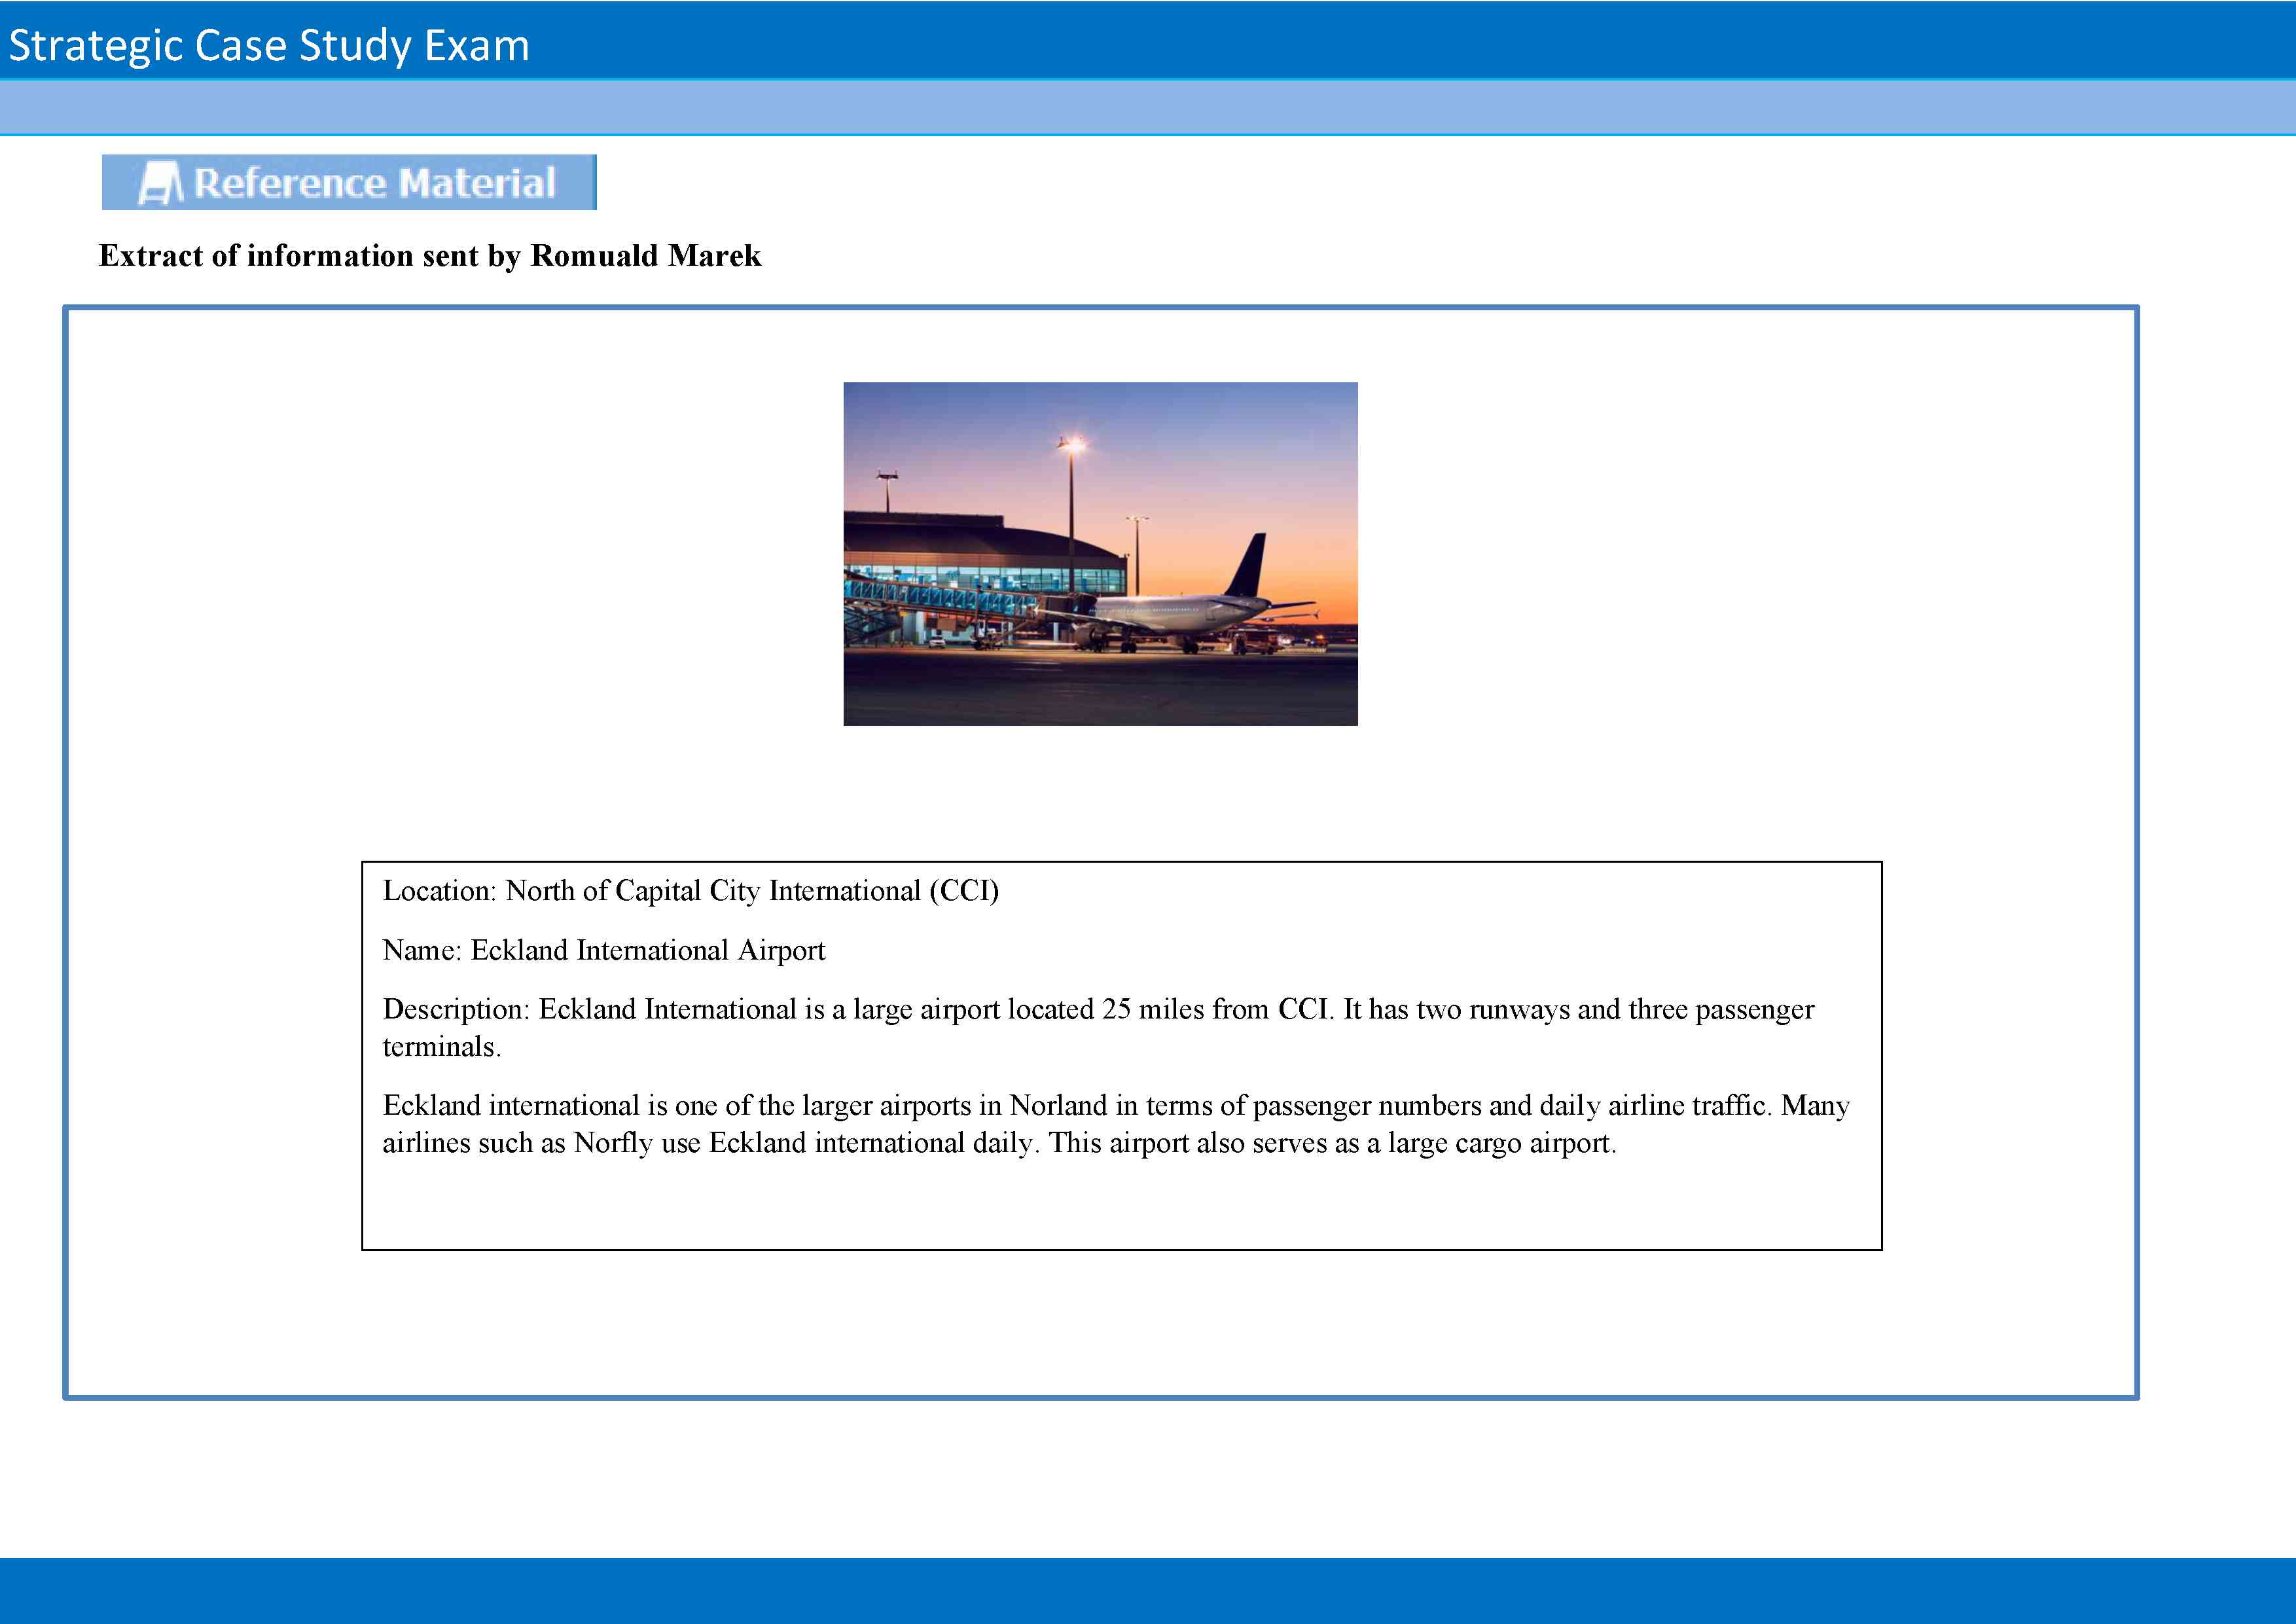 Strategic Case Study Exam
Reference Material
Extract of information sent by Romuald Marek
Location: North of Capital City International (CCI)
Name: Eckland International Airport
Description: Eckland International is a large airport located 25 miles from CCI. It has two runways and three passenger
terminals.
Eckland international is one of the larger airports in Norland in terms of passenger numbers and daily airline traffic. Many
airlines such as Norfly use Eckland international daily. This airport also serves as a large cargo airport.